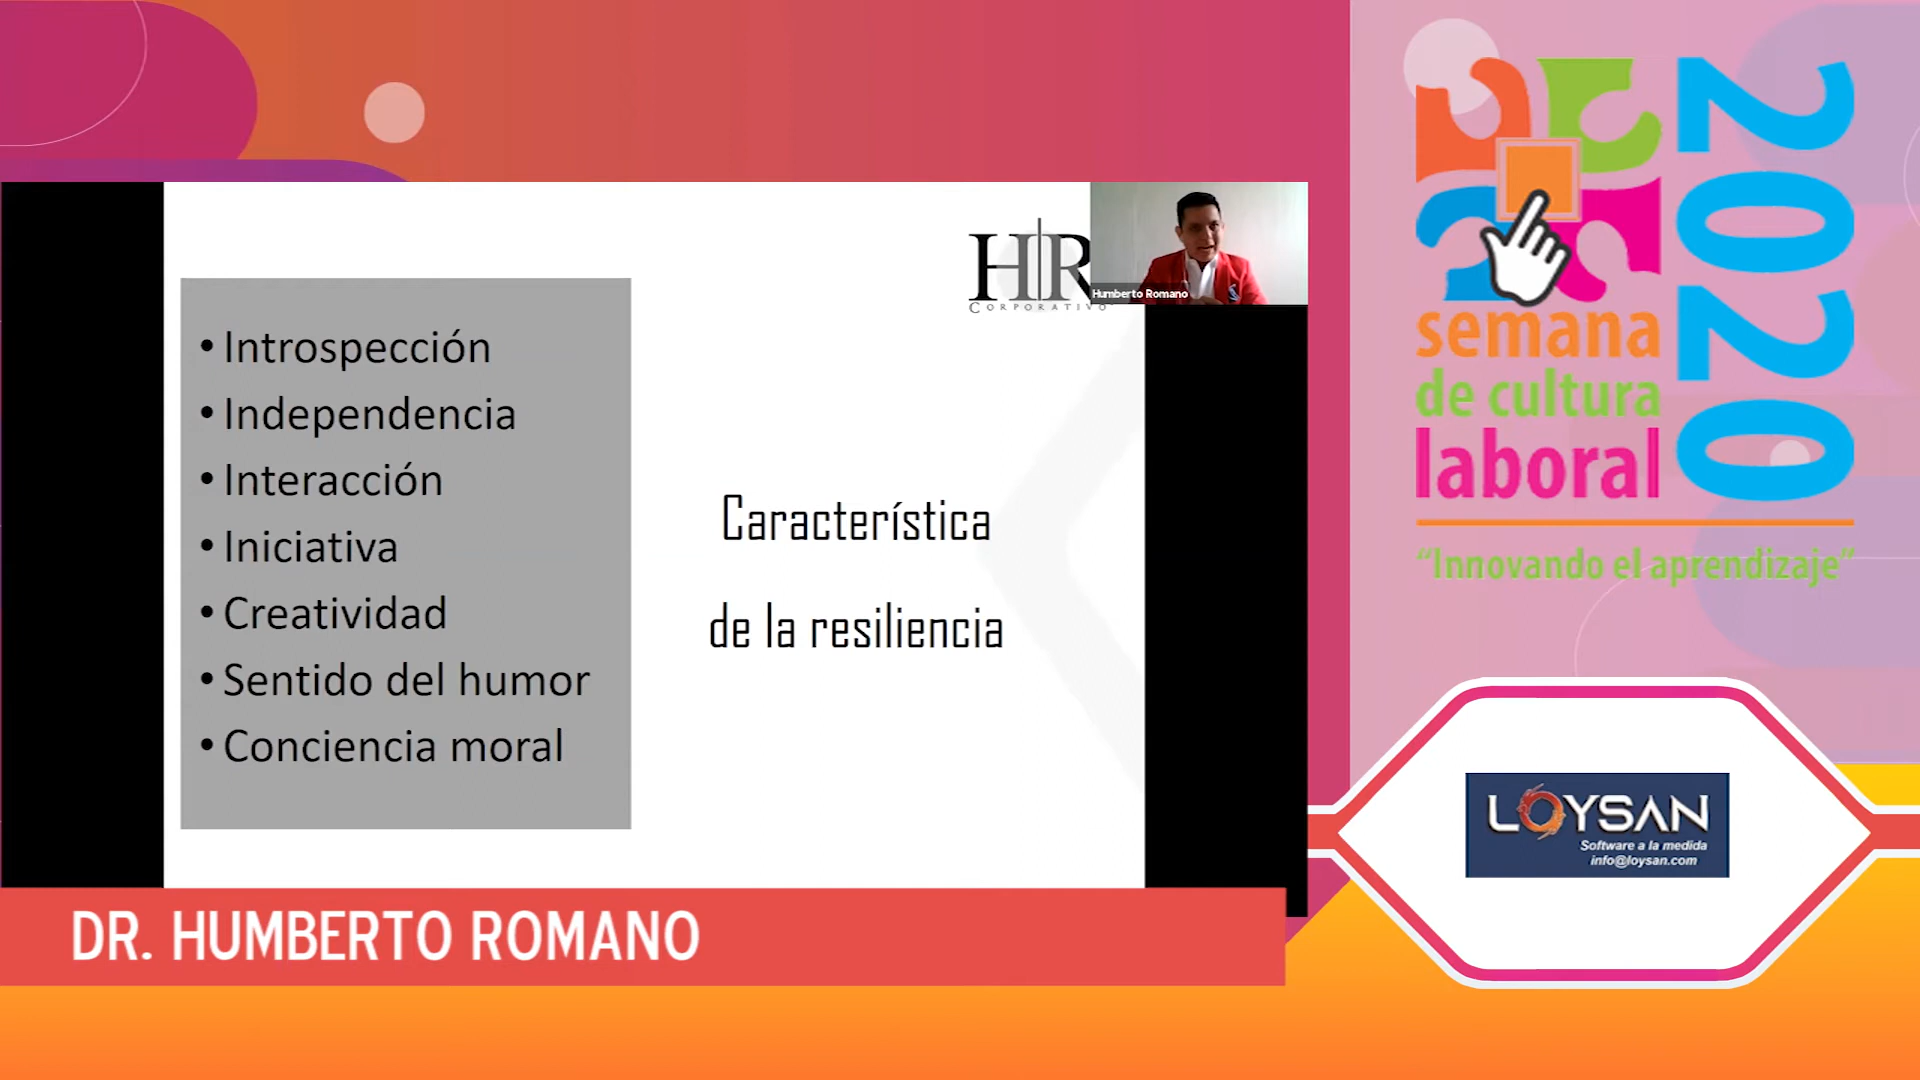 • Introspección
• Independencia
• Interacción
• Iniciativa
• Creatividad
• Sentido del humor
• Conciencia moral
Característica
de la resiliencia
HR
CORPORATIVO
Humberto Romano
DR. HUMBERTO ROMANO
2020
semana
de cultura
laboral
“Innovando el aprendizaje”
LOYSAN
Software a la medida
info@loysan.com